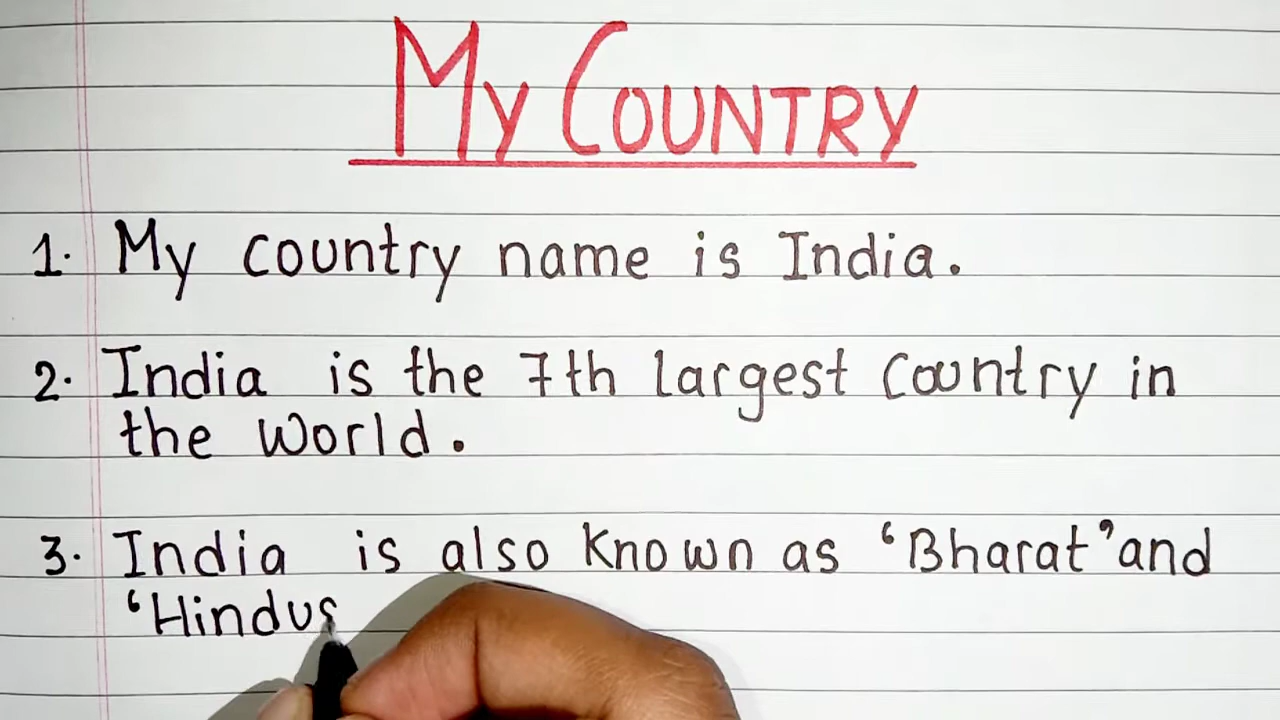 My COUNTRY
1. My country name is India.
2. India is the 7th largest country in
the world.
3. India is also known as ‘Bharat’ and
‘Hindus